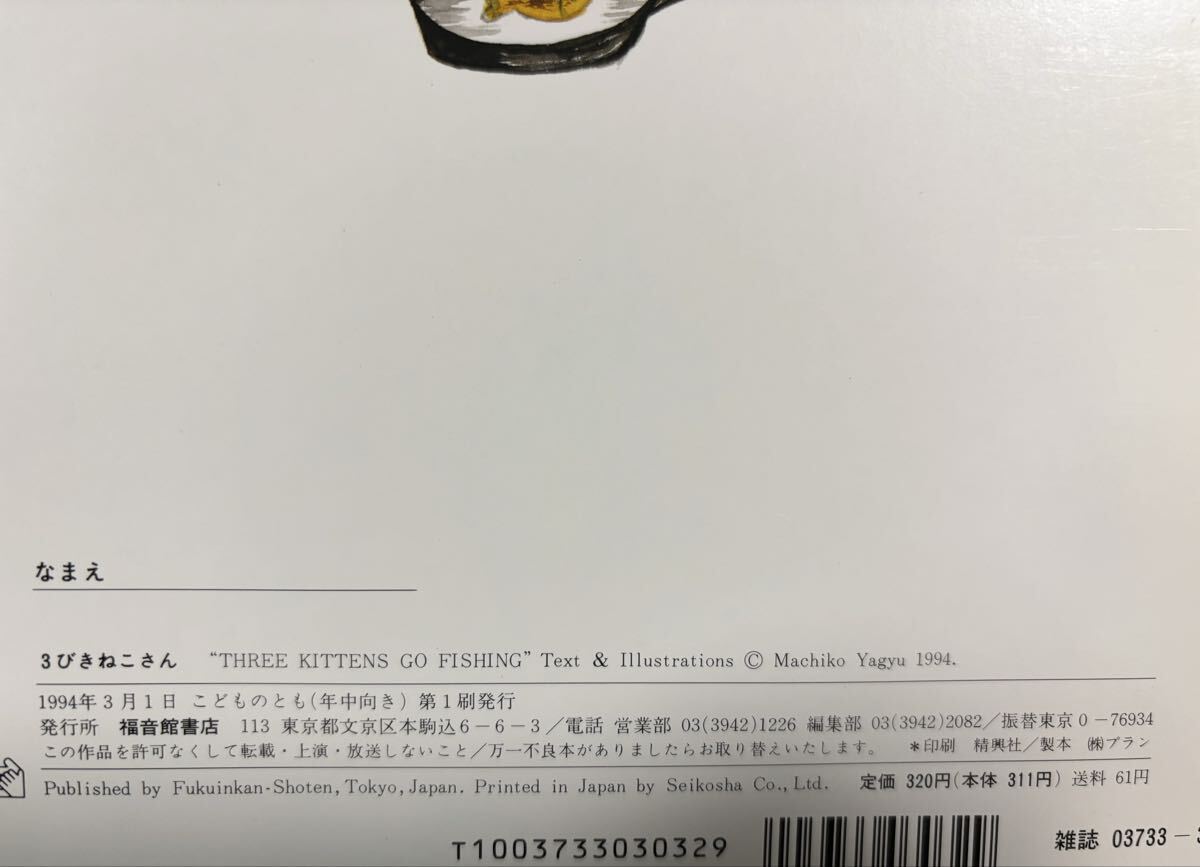 なまえ
3びきねこさん “THREE KITTENS GO FISHING” Text & Illustrations © Machiko Yagyu 1994.
1994年3月1日 こどものとも(年中向き) 第1刷発行
発行所 福音館書店 113 東京都文京区本駒込6-6-3／電話 営業部 03(3942)1226 編集部 03(3942)2082／振替東京0-76934
この作品を許可なくして転載・上演・放送しないこと／万一不良本がありましたらお取り替えいたします。 *印刷 精興社／製本 ㈱プラン
Published by Fukuinkan-Shoten, Tokyo, Japan. Printed in Japan by Seikosha Co., Ltd. 定価 320円(本体 311円) 送料 61円
T1003733030329
雑誌 03733-3